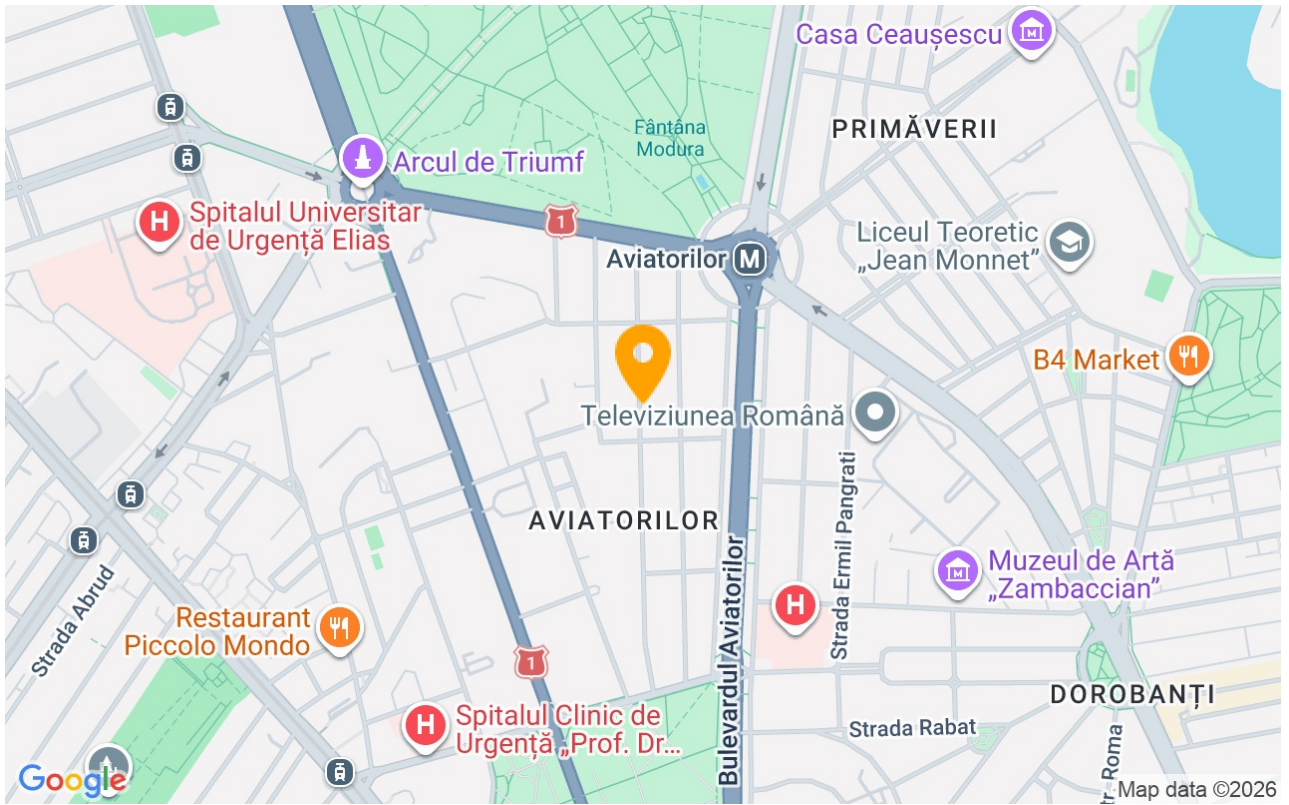 Casa Ceaușescu
PRIMĂVERII
Fântâna
Modura
Arcul de Triumf
Spitalul Universitar
de Urgență Elias
1
Aviatorilor
Liceul Teoretic
„Jean Monnet”
B4 Market
Televiziunea Română
AVIATORILOR
Strada Ermil Pangrati
Bulevardul Aviatorilor
Muzeul de Artă
„Zambaccian”
Strada Abrud
Restaurant
Piccolo Mondo
1
DOROBANȚI
Spitalul Clinic de
Urgență „Prof. Dr...
Strada Rabat
tr. Roma
Google
Map data ©2026